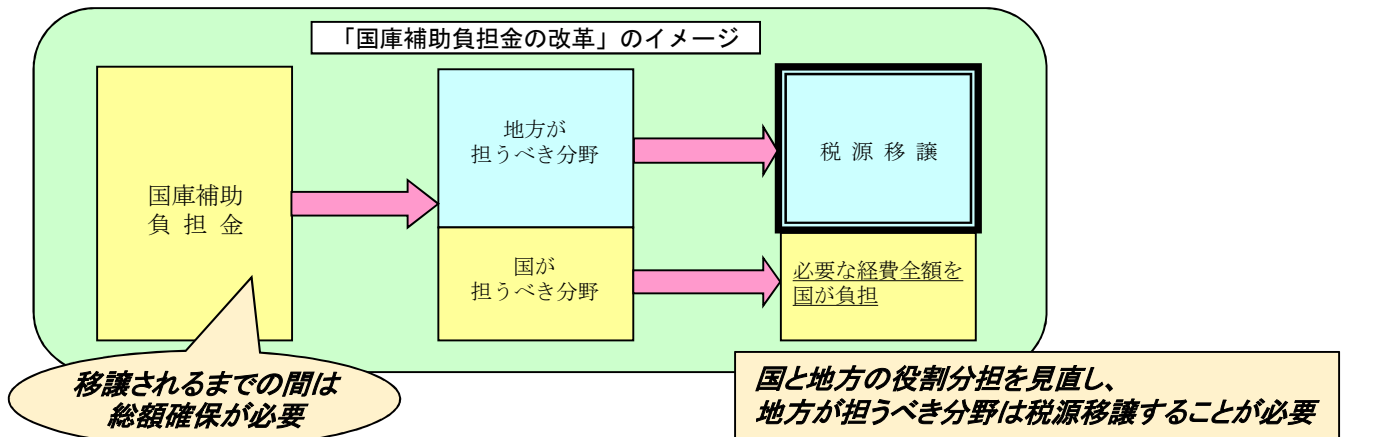 「国庫補助負担金の改革」のイメージ
国庫補助
負 担 金
地方が
担うべき分野
国が
担うべき分野
税 源 移 譲
必要な経費全額を
国が負担
移譲されるまでの間は
総額確保が必要
国と地方の役割分担を見直し、
地方が担うべき分野は税源移譲することが必要